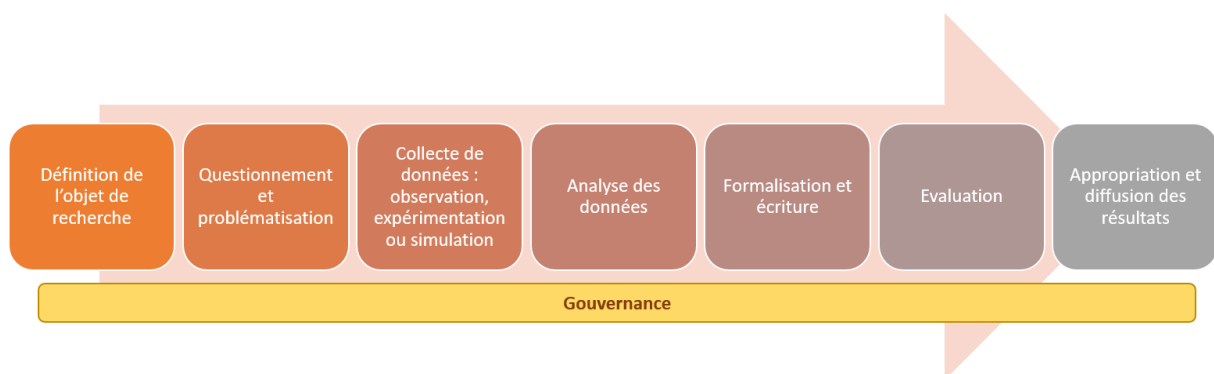 Définition de
l’objet de
recherche
Questionnement
et
problématisation
Collecte de
données :
observation,
expérimentation
ou simulation
Analyse des
données
Formalisation et
écriture
Evaluation
Appropriation et
diffusion des
résultats
Gouvernance